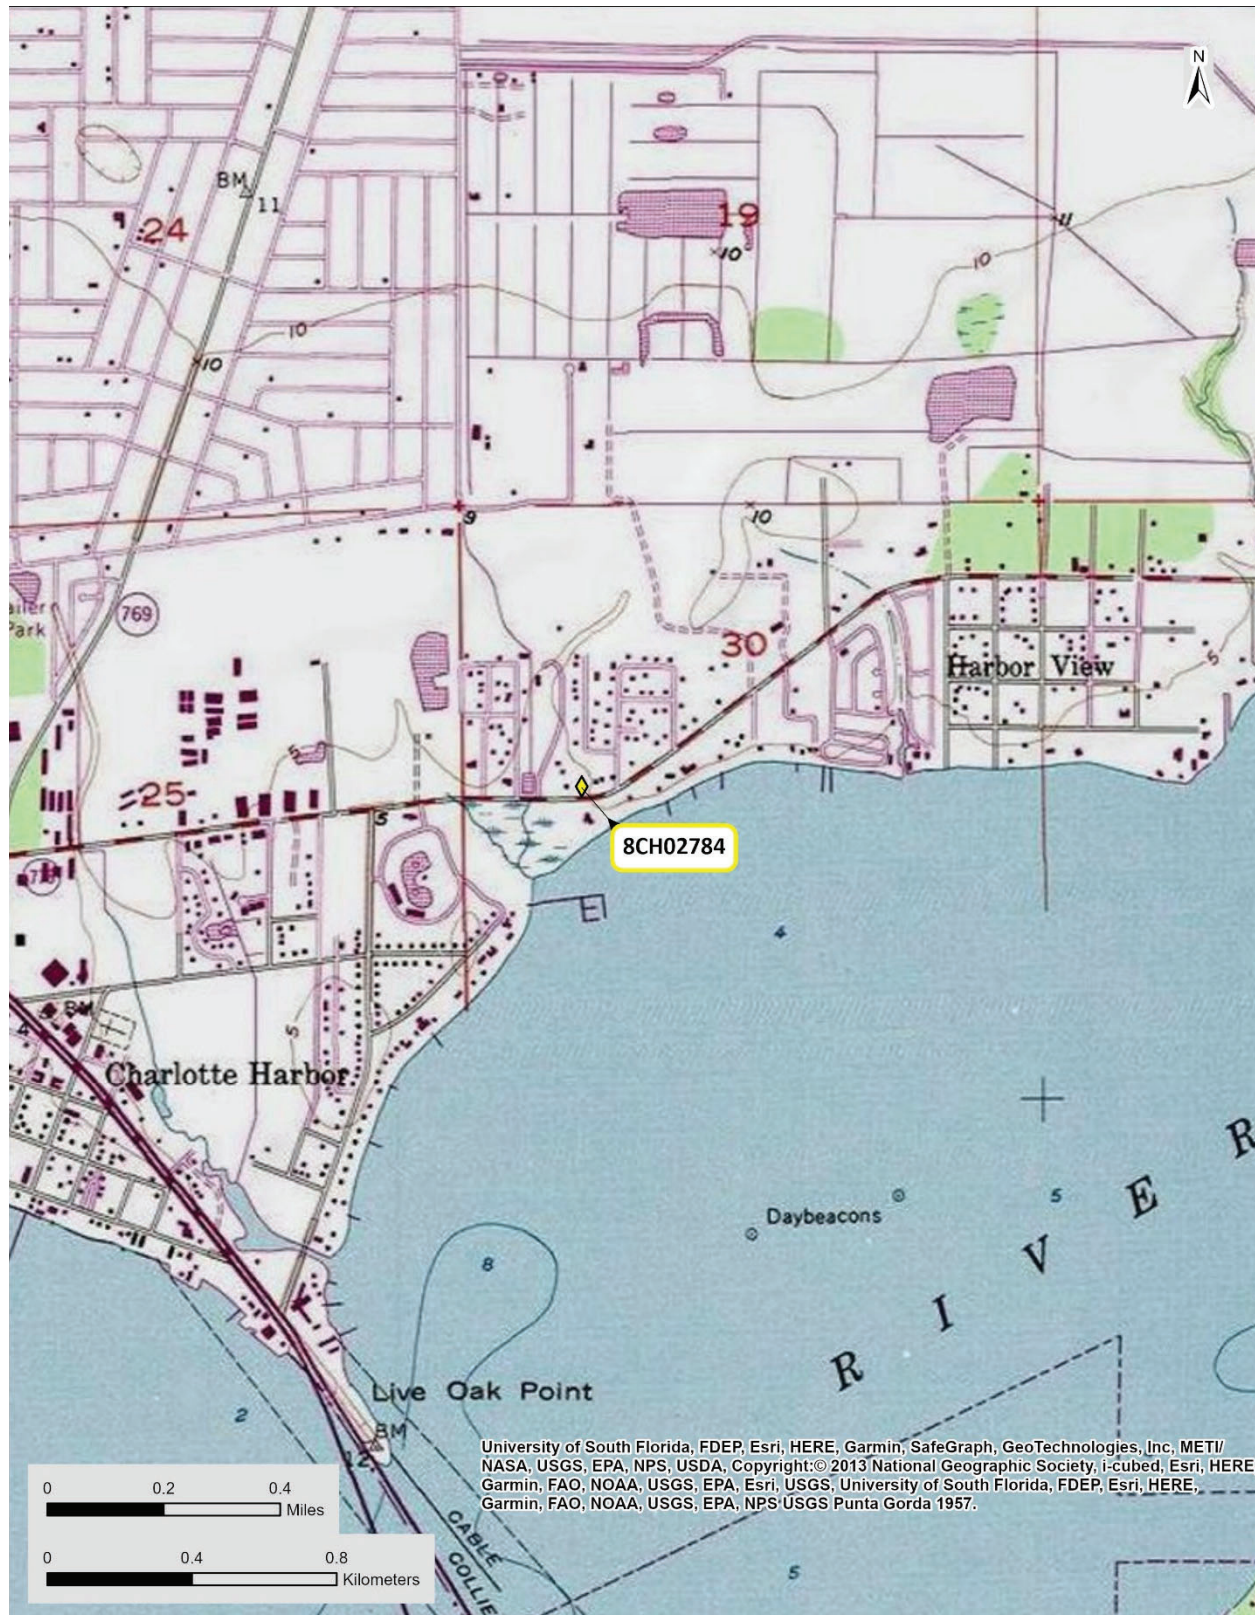 N
BM
11
24
19
×10
11
10
10
×10
9
×10
769
ailer
Park
30
Harbor View
5
5
25
5
8CH02784
4
BM
4
5
Charlotte Harbor
R I V E R
5
Daybeacons
8
Live Oak Point
BM
12
2
CABLE
COLLIE
5
University of South Florida, FDEP, Esri, HERE, Garmin, SafeGraph, GeoTechnologies, Inc, METI/
NASA, USGS, EPA, NPS, USDA, Copyright:© 2013 National Geographic Society, i-cubed, Esri, HERE
Garmin, FAO, NOAA, USGS, EPA, Esri, USGS, University of South Florida, FDEP, Esri, HERE,
Garmin, FAO, NOAA, USGS, EPA, NPS USGS Punta Gorda 1957.
0 0.2 0.4
Miles
0 0.4 0.8
Kilometers